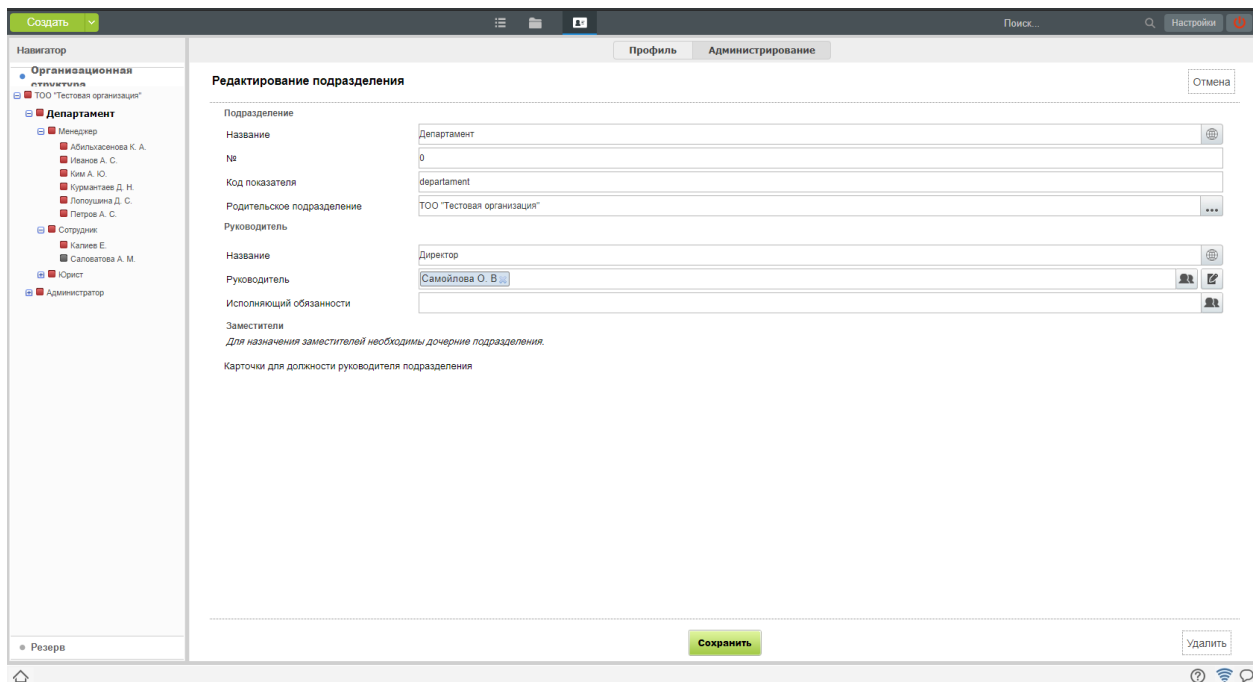 Создать
Поиск...
Настройки
Навигатор
Профиль
Администрирование
Организационная
структура
ТОО "Тестовая организация"
Департамент
Менеджер
Абильхасенова К. А.
Иванов А. С.
Ким А. Ю.
Курмантаев Д. Н.
Лопоушина Д. С.
Петров А. С.
Сотрудник
Калиев Е.
Саловатова А. М.
Юрист
Администратор
Резерв
Редактирование подразделения
Отмена
Подразделение
Название
Департамент
№
0
Код показателя
departament
Родительское подразделение
ТОО "Тестовая организация"
...
Руководитель
Название
Директор
Руководитель
Самойлова О. В
Исполняющий обязанности
Заместители
Для назначения заместителей необходимы дочерние подразделения.
Карточки для должности руководителя подразделения
Сохранить
Удалить